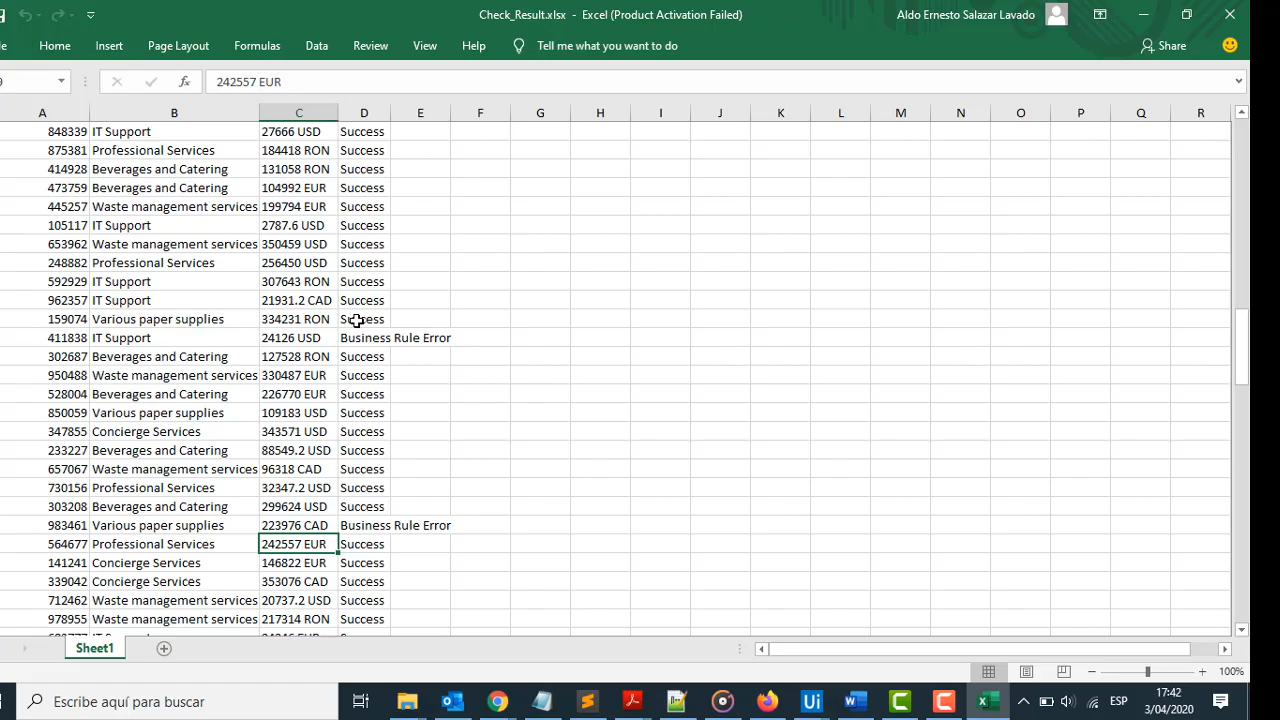 Check_Result.xlsx - Excel (Product Activation Failed)
Aldo Ernesto Salazar Lavado
Home Insert Page Layout Formulas Data Review View Help Tell me what you want to do Share
242557 EUR
A B C D E F G H I J K L M N O P Q R
848339 IT Support 27666 USD Success
875381 Professional Services 184418 RON Success
414928 Beverages and Catering 131058 RON Success
473759 Beverages and Catering 104992 EUR Success
445257 Waste management services 199794 EUR Success
105117 IT Support 2787.6 USD Success
653962 Waste management services 350459 USD Success
248882 Professional Services 256450 USD Success
592929 IT Support 307643 RON Success
962357 IT Support 21931.2 CAD Success
159074 Various paper supplies 334231 RON Success
411838 IT Support 24126 USD Business Rule Error
302687 Beverages and Catering 127528 RON Success
950488 Waste management services 330487 EUR Success
528004 Beverages and Catering 226770 EUR Success
850059 Various paper supplies 109183 USD Success
347855 Concierge Services 343571 USD Success
233227 Beverages and Catering 88549.2 USD Success
657067 Waste management services 96318 CAD Success
730156 Professional Services 32347.2 USD Success
303208 Beverages and Catering 299624 USD Success
983461 Various paper supplies 223976 CAD Business Rule Error
564677 Professional Services 242557 EUR Success
141241 Concierge Services 146822 EUR Success
339042 Concierge Services 353076 CAD Success
712462 Waste management services 20737.2 USD Success
978955 Waste management services 217314 RON Success
Sheet1
100%
Escribe aquí para buscar
ESP
17:42
3/04/2020